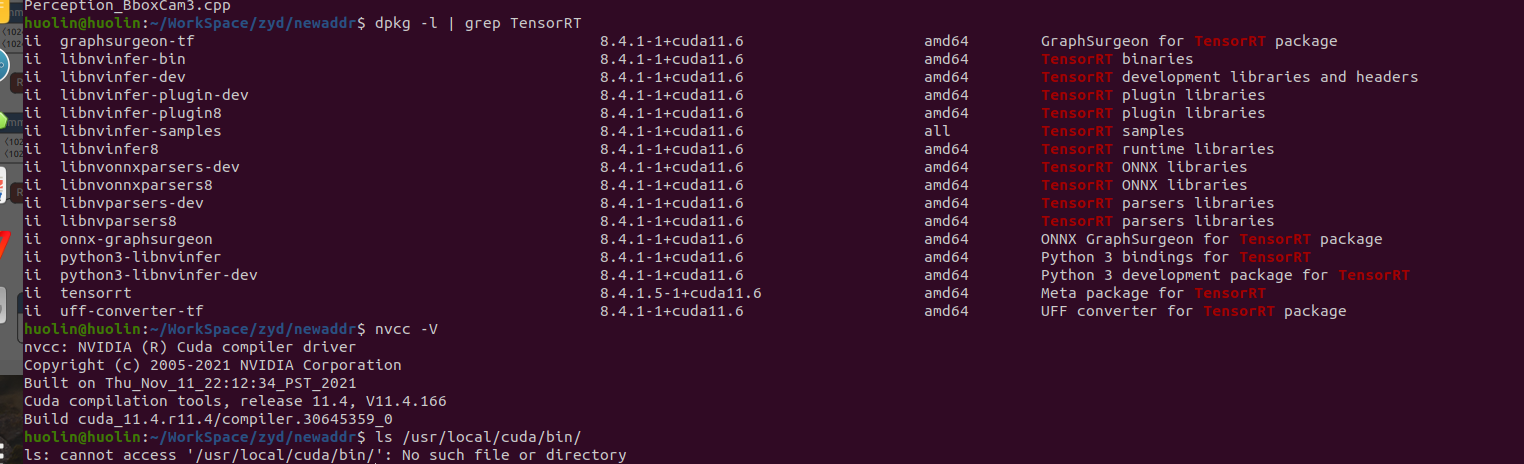 Perception_BboxCam3.cpp
huolin@huolin:~/WorkSpace/zyd/newaddr$ dpkg -l | grep TensorRT
ii  graphsurgeon-tf                8.4.1-1+cuda11.6                amd64        GraphSurgeon for TensorRT package
ii  libnvinfer-bin                 8.4.1-1+cuda11.6                amd64        TensorRT binaries
ii  libnvinfer-dev                 8.4.1-1+cuda11.6                amd64        TensorRT development libraries and headers
ii  libnvinfer-plugin-dev          8.4.1-1+cuda11.6                amd64        TensorRT plugin libraries
ii  libnvinfer-plugin8             8.4.1-1+cuda11.6                amd64        TensorRT plugin libraries
ii  libnvinfer-samples             8.4.1-1+cuda11.6                all          TensorRT samples
ii  libnvinfer8                    8.4.1-1+cuda11.6                amd64        TensorRT runtime libraries
ii  libnvonnxparsers-dev           8.4.1-1+cuda11.6                amd64        TensorRT ONNX libraries
ii  libnvonnxparsers8              8.4.1-1+cuda11.6                amd64        TensorRT ONNX libraries
ii  libnvparsers-dev               8.4.1-1+cuda11.6                amd64        TensorRT parsers libraries
ii  libnvparsers8                  8.4.1-1+cuda11.6                amd64        TensorRT parsers libraries
ii  onnx-graphsurgeon              8.4.1-1+cuda11.6                amd64        ONNX GraphSurgeon for TensorRT package
ii  python3-libnvinfer             8.4.1-1+cuda11.6                amd64        Python 3 bindings for TensorRT
ii  python3-libnvinfer-dev         8.4.1-1+cuda11.6                amd64        Python 3 development package for TensorRT
ii  tensorrt                       8.4.1.5-1+cuda11.6              amd64        Meta package for TensorRT
ii  uff-converter-tf               8.4.1-1+cuda11.6                amd64        UFF converter for TensorRT package
huolin@huolin:~/WorkSpace/zyd/newaddr$ nvcc -V
nvcc: NVIDIA (R) Cuda compiler driver
Copyright (c) 2005-2021 NVIDIA Corporation
Built on Thu_Nov_11_22:12:34_PST_2021
Cuda compilation tools, release 11.4, V11.4.166
Build cuda_11.4.r11.4/compiler.30645359_0
huolin@huolin:~/WorkSpace/zyd/newaddr$ ls /usr/local/cuda/bin/
ls: cannot access '/usr/local/cuda/bin/': No such file or directory